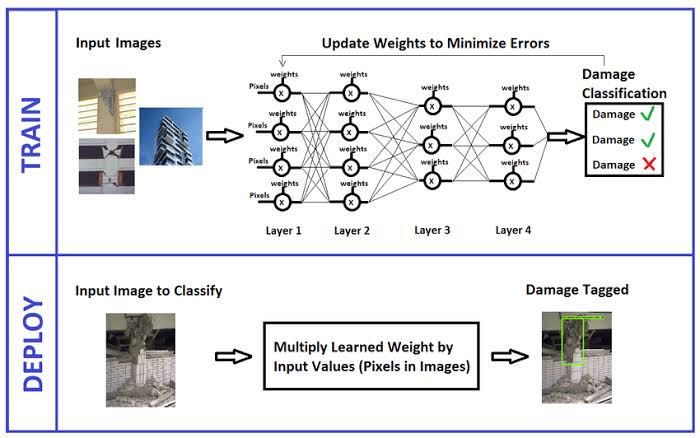 TRAIN
Input Images
Update Weights to Minimize Errors
weights
weights
weights
weights
Pixels
X
X
X
X
weights
weights
weights
weights
Pixels
X
X
X
X
weights
weights
weights
weights
Pixels
X
X
X
X
weights
weights
Pixels
X
X
Layer 1
Layer 2
Layer 3
Layer 4
Damage
Classification
Damage ✓
Damage ✓
Damage X
DEPLOY
Input Image to Classify
Multiply Learned Weight by
Input Values (Pixels in Images)
Damage Tagged